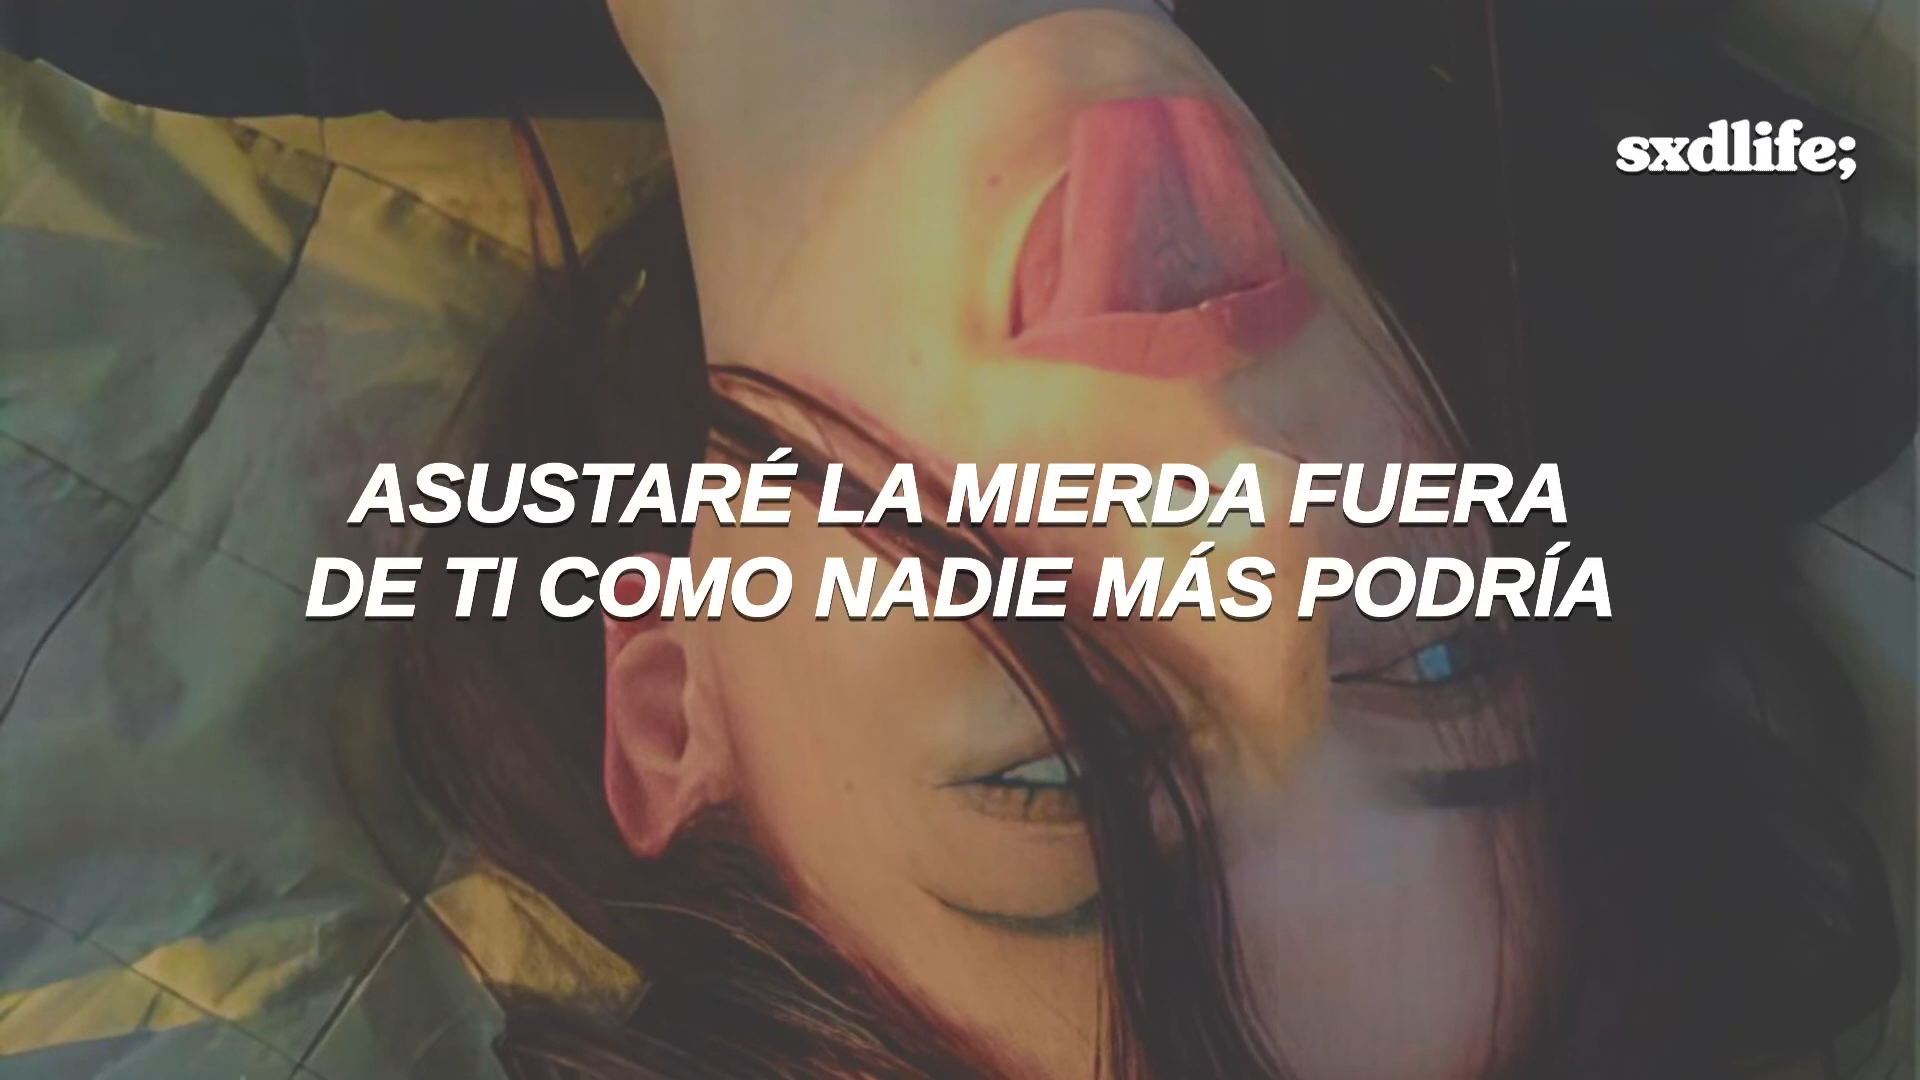 sxdlife;
ASUSTARÉ LA MIERDA FUERA
DE TI COMO NADIE MÁS PODRÍA